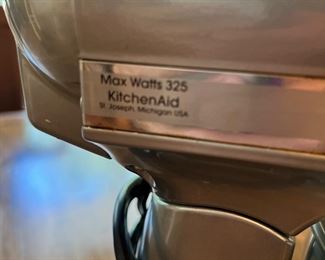 Max Watts 325
KitchenAid
St. Joseph, Michigan USA